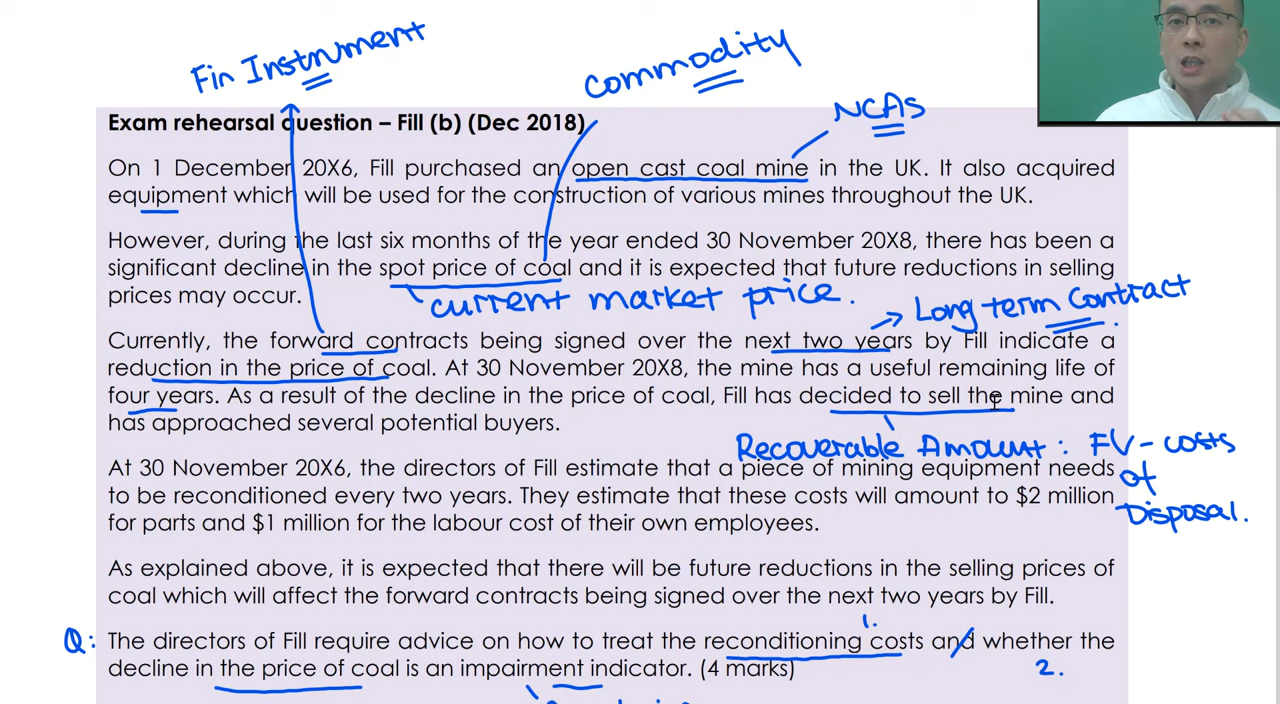 Fin Instrument
commodity
NCAS
Exam rehearsal question – Fill (b) (Dec 2018)
On 1 December 20X6, Fill purchased an open cast coal mine in the UK. It also acquired
equipment which will be used for the construction of various mines throughout the UK.
However, during the last six months of the year ended 30 November 20X8, there has been a
significant decline in the spot price of coal and it is expected that future reductions in selling
prices may occur.
current market price.
Long term Contract.
Currently, the forward contracts being signed over the next two years by Fill indicate a
reduction in the price of coal. At 30 November 20X8, the mine has a useful remaining life of
four years. As a result of the decline in the price of coal, Fill has decided to sell the mine and
has approached several potential buyers.
Recoverable Amount: FV - costs
of
Disposal.
At 30 November 20X6, the directors of Fill estimate that a piece of mining equipment needs
to be reconditioned every two years. They estimate that these costs will amount to $2 million
for parts and $1 million for the labour cost of their own employees.
As explained above, it is expected that there will be future reductions in the selling prices of
coal which will affect the forward contracts being signed over the next two years by Fill.
1.
Q: The directors of Fill require advice on how to treat the reconditioning costs and whether the
decline in the price of coal is an impairment indicator. (4 marks)
2.